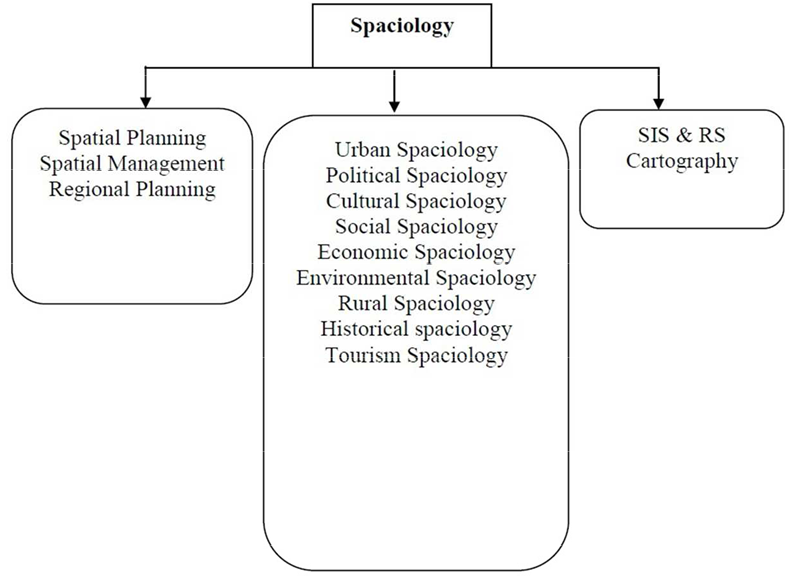 Spaciology
Spatial Planning
Spatial Management
Regional Planning
Urban Spaciology
Political Spaciology
Cultural Spaciology
Social Spaciology
Economic Spaciology
Environmental Spaciology
Rural Spaciology
Historical spaciology
Tourism Spaciology
SIS & RS
Cartography